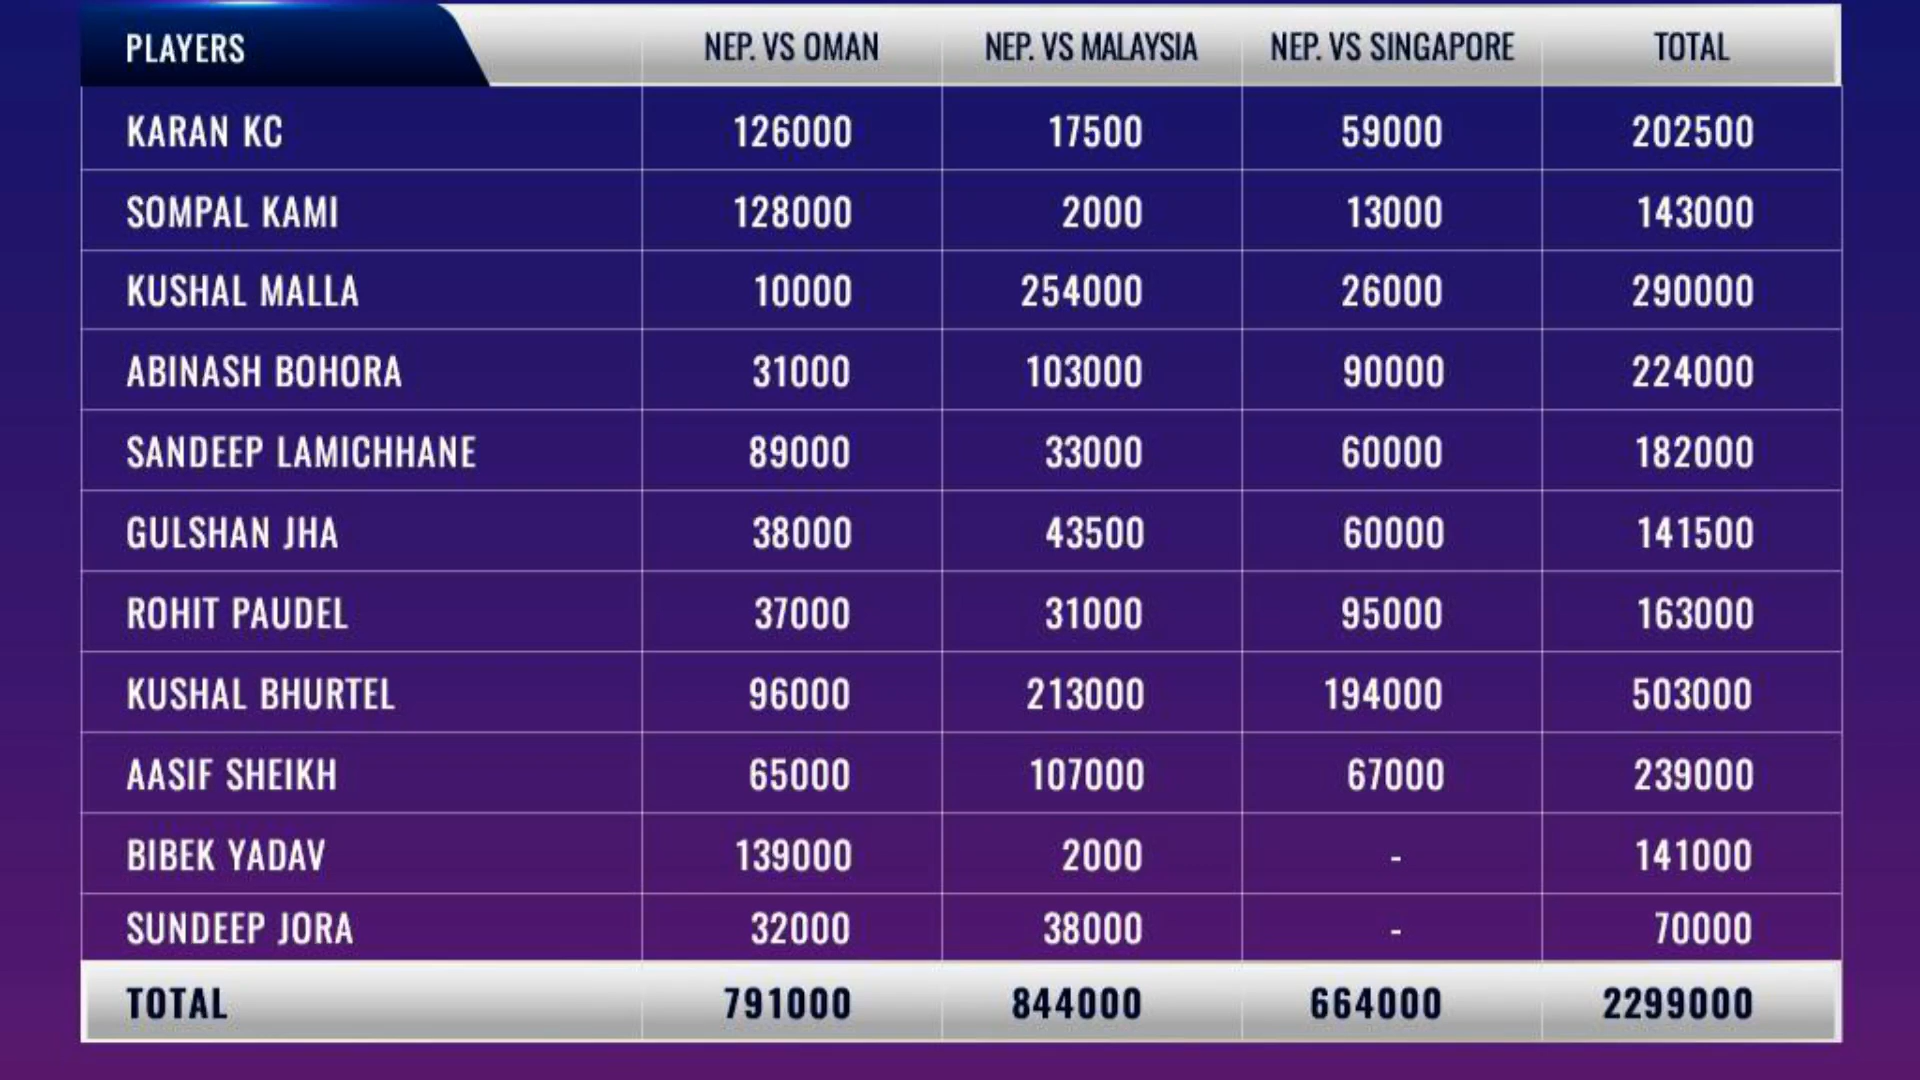 PLAYERS NEP. VS OMAN NEP. VS MALAYSIA NEP. VS SINGAPORE TOTAL
KARAN KC 126000 17500 59000 202500
SOMPAL KAMI 128000 2000 13000 143000
KUSHAL MALLA 10000 254000 26000 290000
ABINASH BOHORA 31000 103000 90000 224000
SANDEEP LAMICHHANE 89000 33000 60000 182000
GULSHAN JHA 38000 43500 60000 141500
ROHIT PAUDEL 37000 31000 95000 163000
KUSHAL BHURTEL 96000 213000 194000 503000
AASIF SHEIKH 65000 107000 67000 239000
BIBEK YADAV 139000 2000 - 141000
SUNDEEP JORA 32000 38000 - 70000
TOTAL 791000 844000 664000 2299000